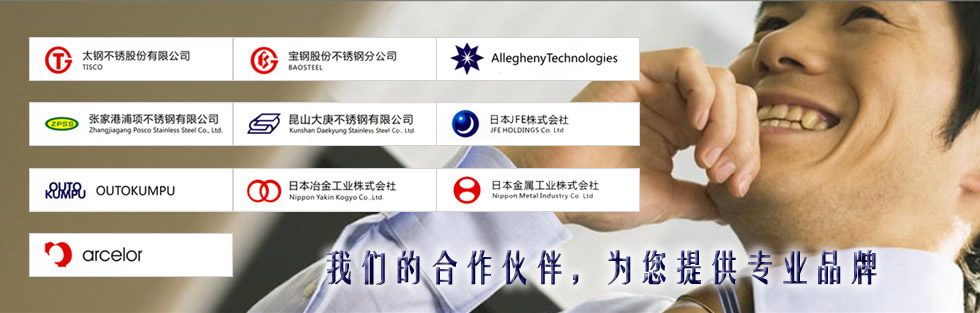 太钢不锈股份有限公司
TISCO
宝钢股份不锈钢分公司
BAOSTEEL
AlleghenyTechnologies
ZPSS
张家港浦项不锈钢有限公司
Zhangjiagang Posco Stainless Steel Co., Ltd.
昆山大庚不锈钢有限公司
Kunshan Daekyung Stainless Steel Co., Ltd.
日本JFE株式会社
JFE HOLDINGS Co. Ltd
OUTO
KUMPU
OUTOKUMPU
日本冶金工业株式会社
Nippon Yakin Kogyo Co.,Ltd.
日本金属工业株式会社
Nippon Metal Industry Co. Ltd
arcelor
我们的合作伙伴，为您提供专业品牌